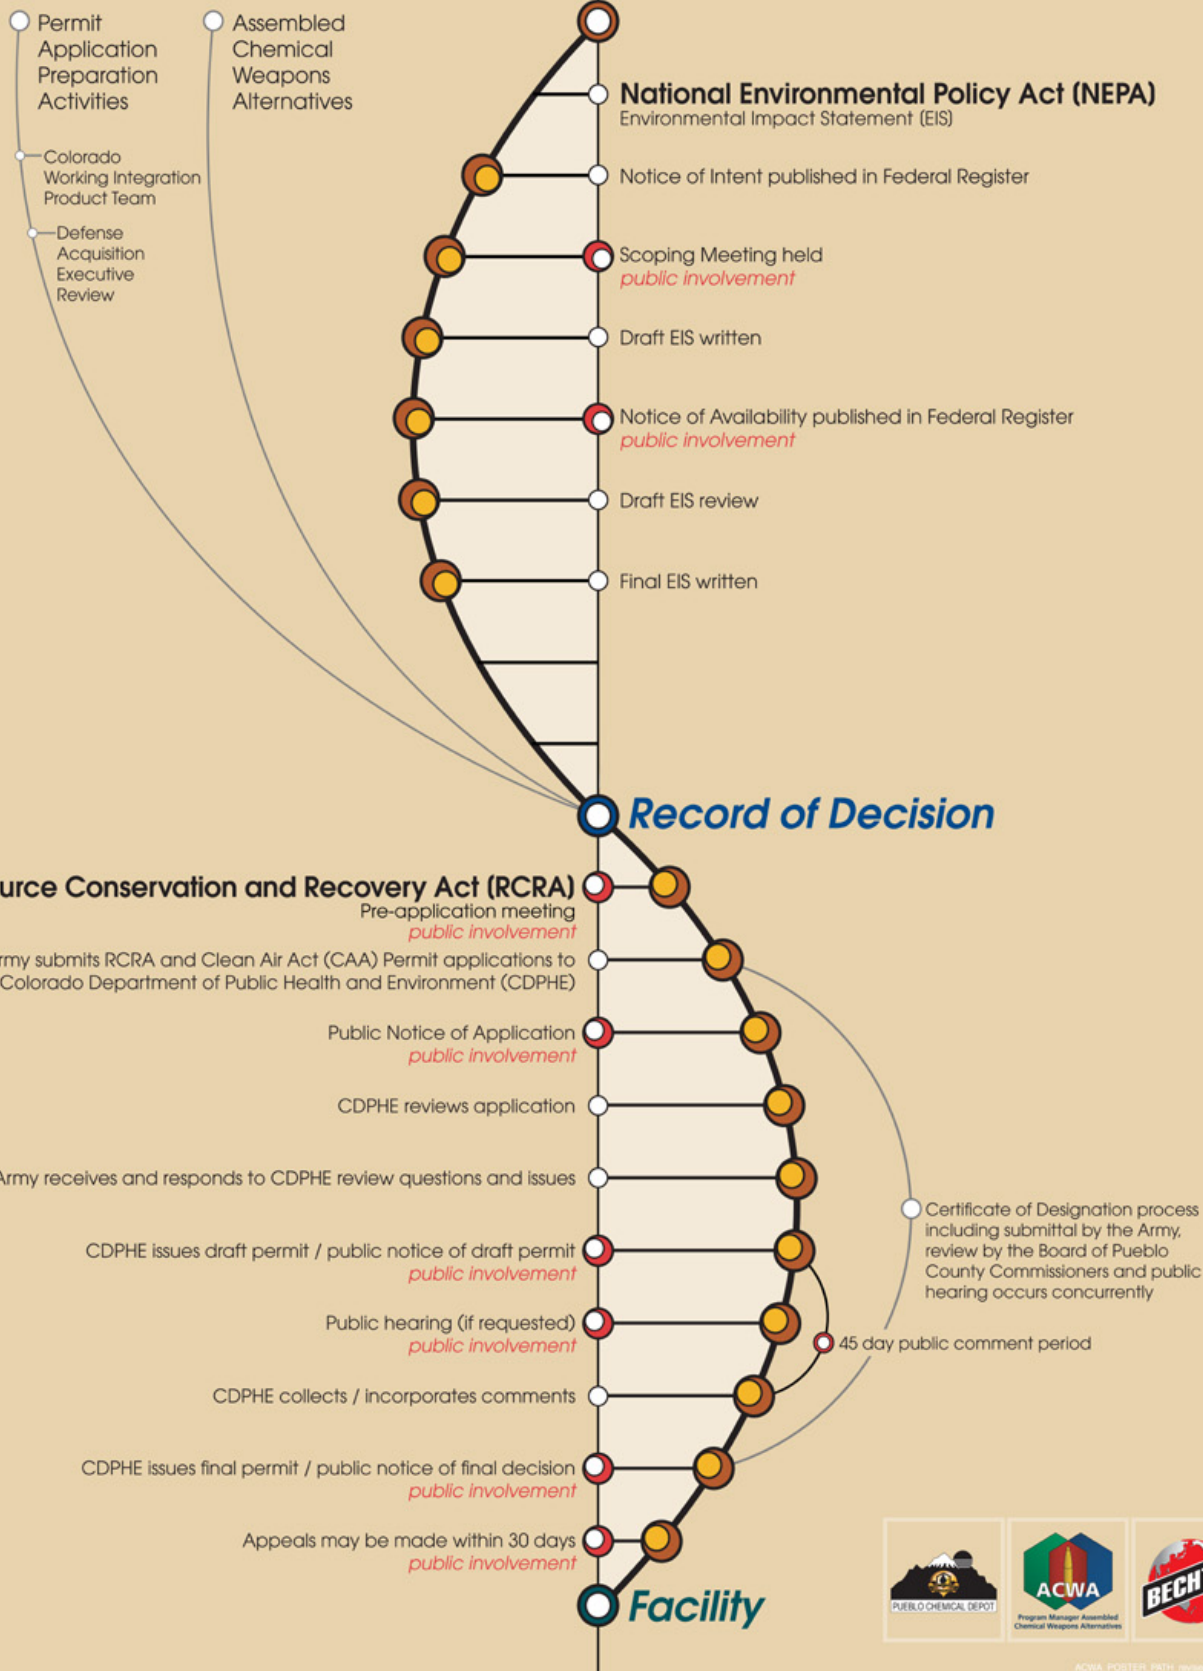 Permit
Application
Preparation
Activities
Assembled
Chemical
Weapons
Alternatives
Colorado
Working Integration
Product Team
Defense
Acquisition
Executive
Review
National Environmental Policy Act (NEPA)
Environmental Impact Statement (EIS)
Notice of Intent published in Federal Register
Scoping Meeting held
public involvement
Draft EIS written
Notice of Availability published in Federal Register
public involvement
Draft EIS review
Final EIS written
Record of Decision
urce Conservation and Recovery Act (RCRA)
Pre-application meeting
public involvement
rmy submits RCRA and Clean Air Act (CAA) Permit applications to
Colorado Department of Public Health and Environment (CDPHE)
Public Notice of Application
public involvement
CDPHE reviews application
Army receives and responds to CDPHE review questions and issues
Certificate of Designation process
including submittal by the Army,
review by the Board of Pueblo
County Commissioners and public
hearing occurs concurrently
CDPHE issues draft permit / public notice of draft permit
public involvement
Public hearing (if requested)
public involvement
45 day public comment period
CDPHE collects / incorporates comments
CDPHE issues final permit / public notice of final decision
public involvement
Appeals may be made within 30 days
public involvement
Facility
PUEBLO CHEMICAL DEPOT
ACWA
Program Manager Assembled
Chemical Weapons Alternatives
BECH
ACWA POSTER PATH